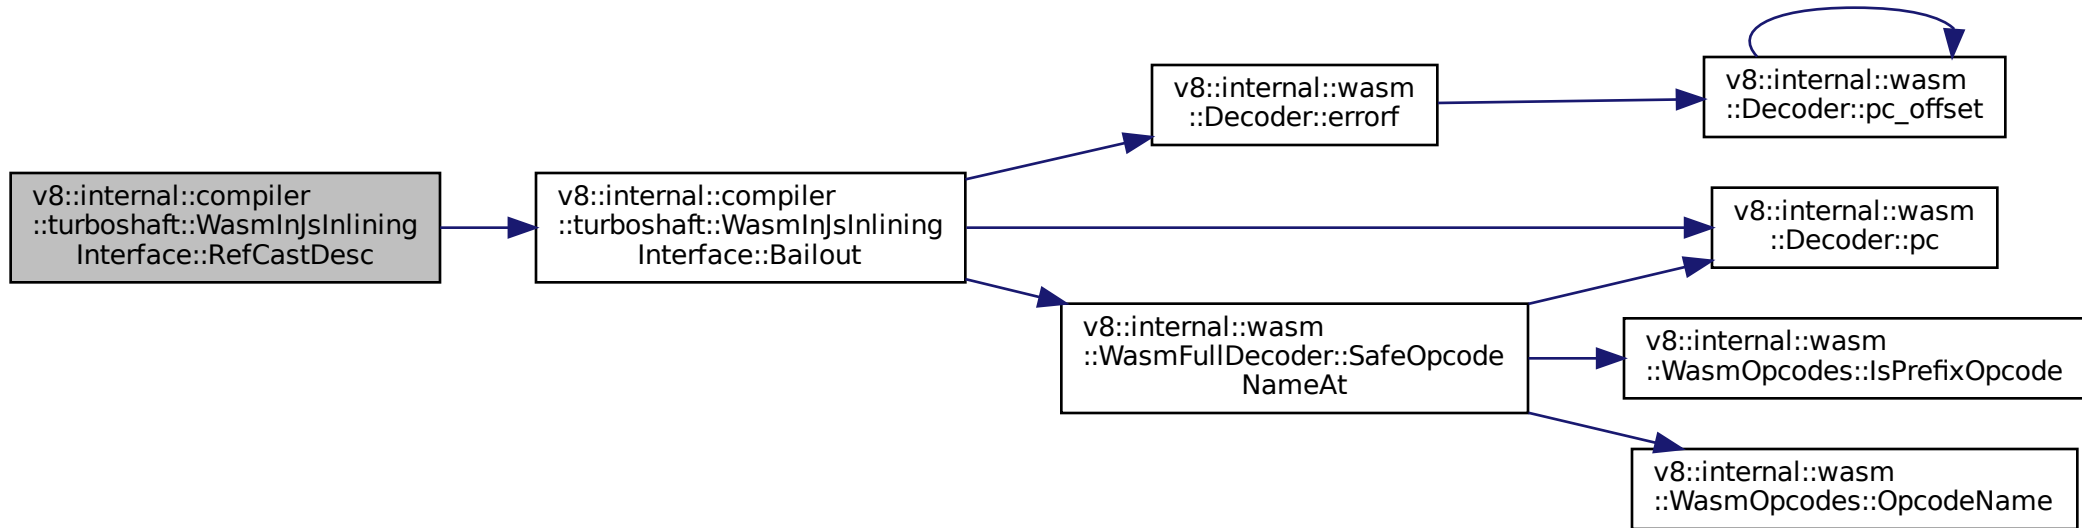 v8::internal::compiler
::turboshaft::WasmInJsInlining
Interface::RefCastDesc
v8::internal::compiler
::turboshaft::WasmInJsInlining
Interface::Bailout
v8::internal::wasm
::Decoder::errorf
v8::internal::wasm
::Decoder::pc_offset
v8::internal::wasm
::Decoder::pc
v8::internal::wasm
::WasmFullDecoder::SafeOpcode
NameAt
v8::internal::wasm
::WasmOpcodes::IsPrefixOpcode
v8::internal::wasm
::WasmOpcodes::OpcodeName